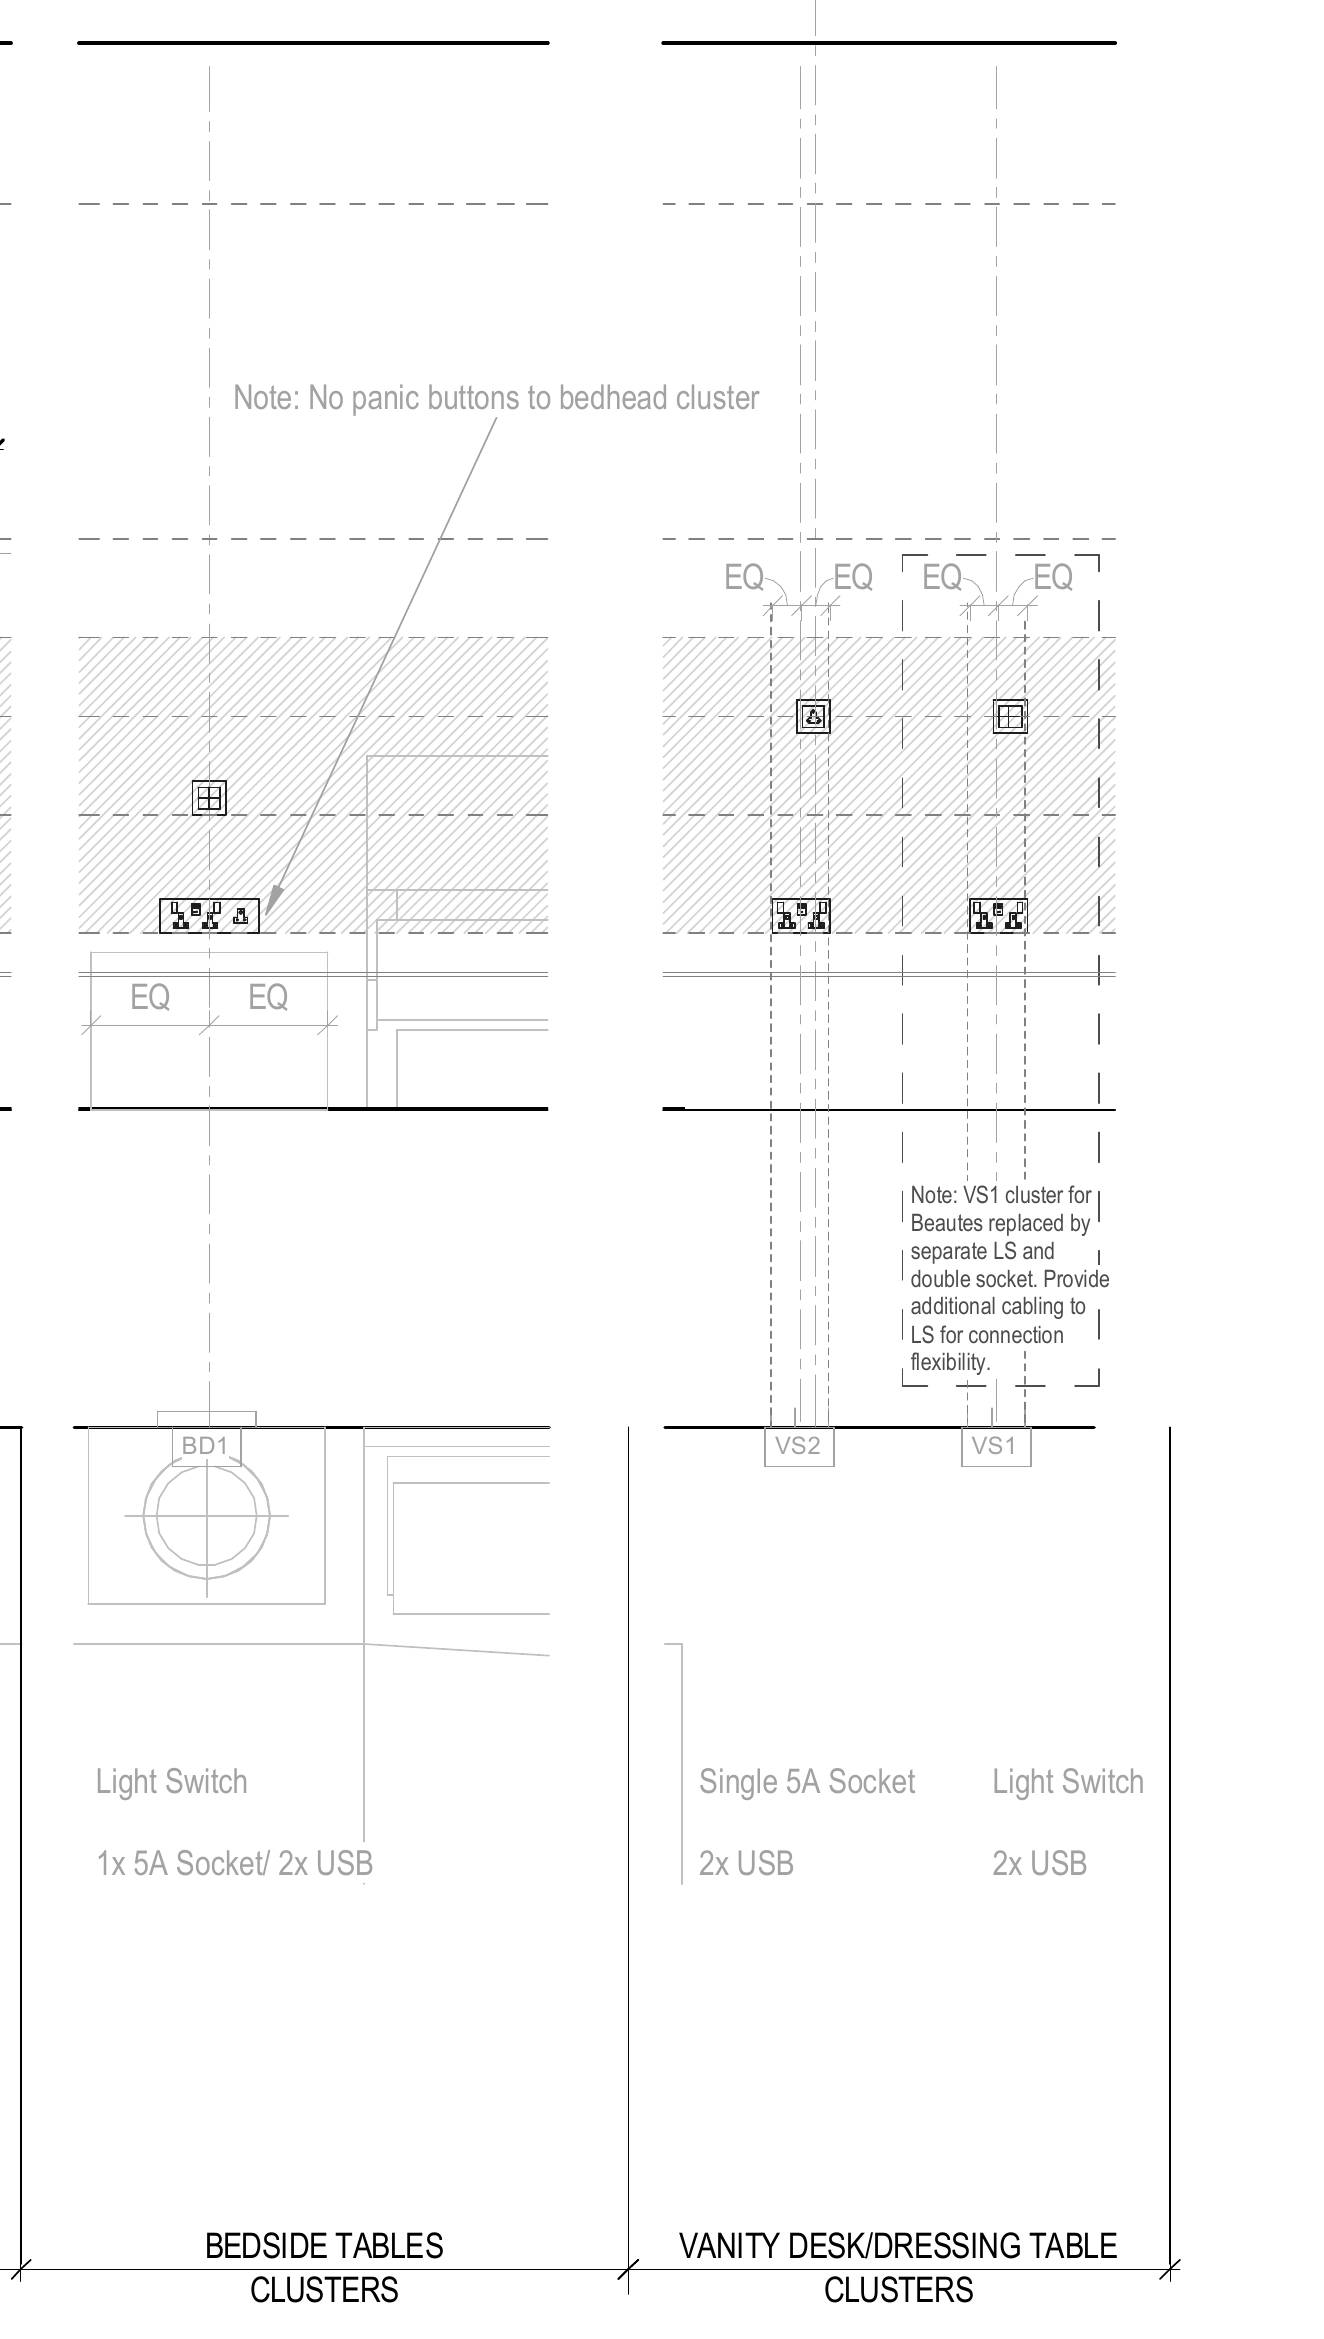 Note: No panic buttons to bedhead cluster
EQ EQ EQ EQ
EQ EQ
Note: VS1 cluster for
Beautes replaced by
separate LS and
double socket. Provide
additional cabling to
LS for connection
flexibility.
BD1 VS2 VS1
Light Switch
1x 5A Socket/ 2x USB
Single 5A Socket
2x USB
Light Switch
2x USB
BEDSIDE TABLES
CLUSTERS
VANITY DESK/DRESSING TABLE
CLUSTERS